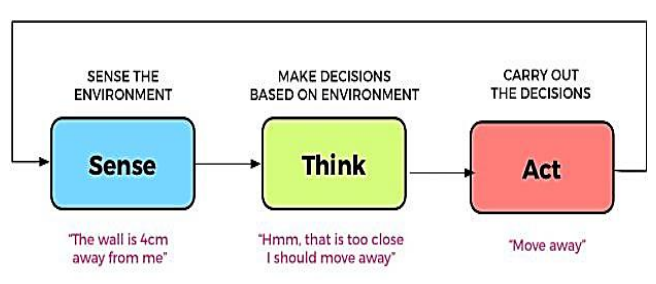 SENSE THE
ENVIRONMENT
MAKE DECISIONS
BASED ON ENVIRONMENT
CARRY OUT
THE DECISIONS
Sense
Think
Act
"The wall is 4cm
away from me"
"Hmm, that is too close
I should move away"
"Move away"